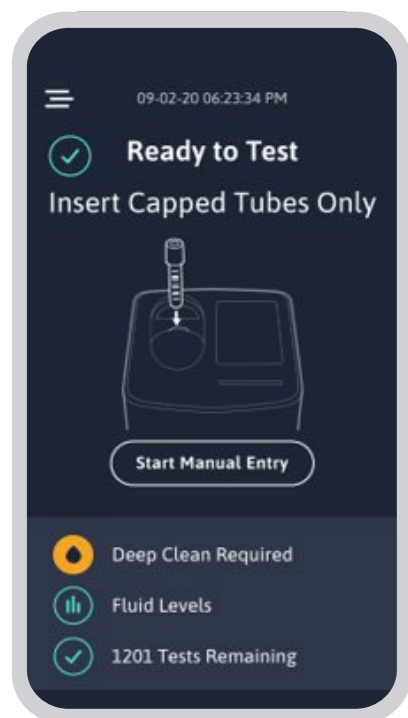 09-02-20 06:23:34 PM
Ready to Test
Insert Capped Tubes Only
Start Manual Entry
Deep Clean Required
Fluid Levels
1201 Tests Remaining